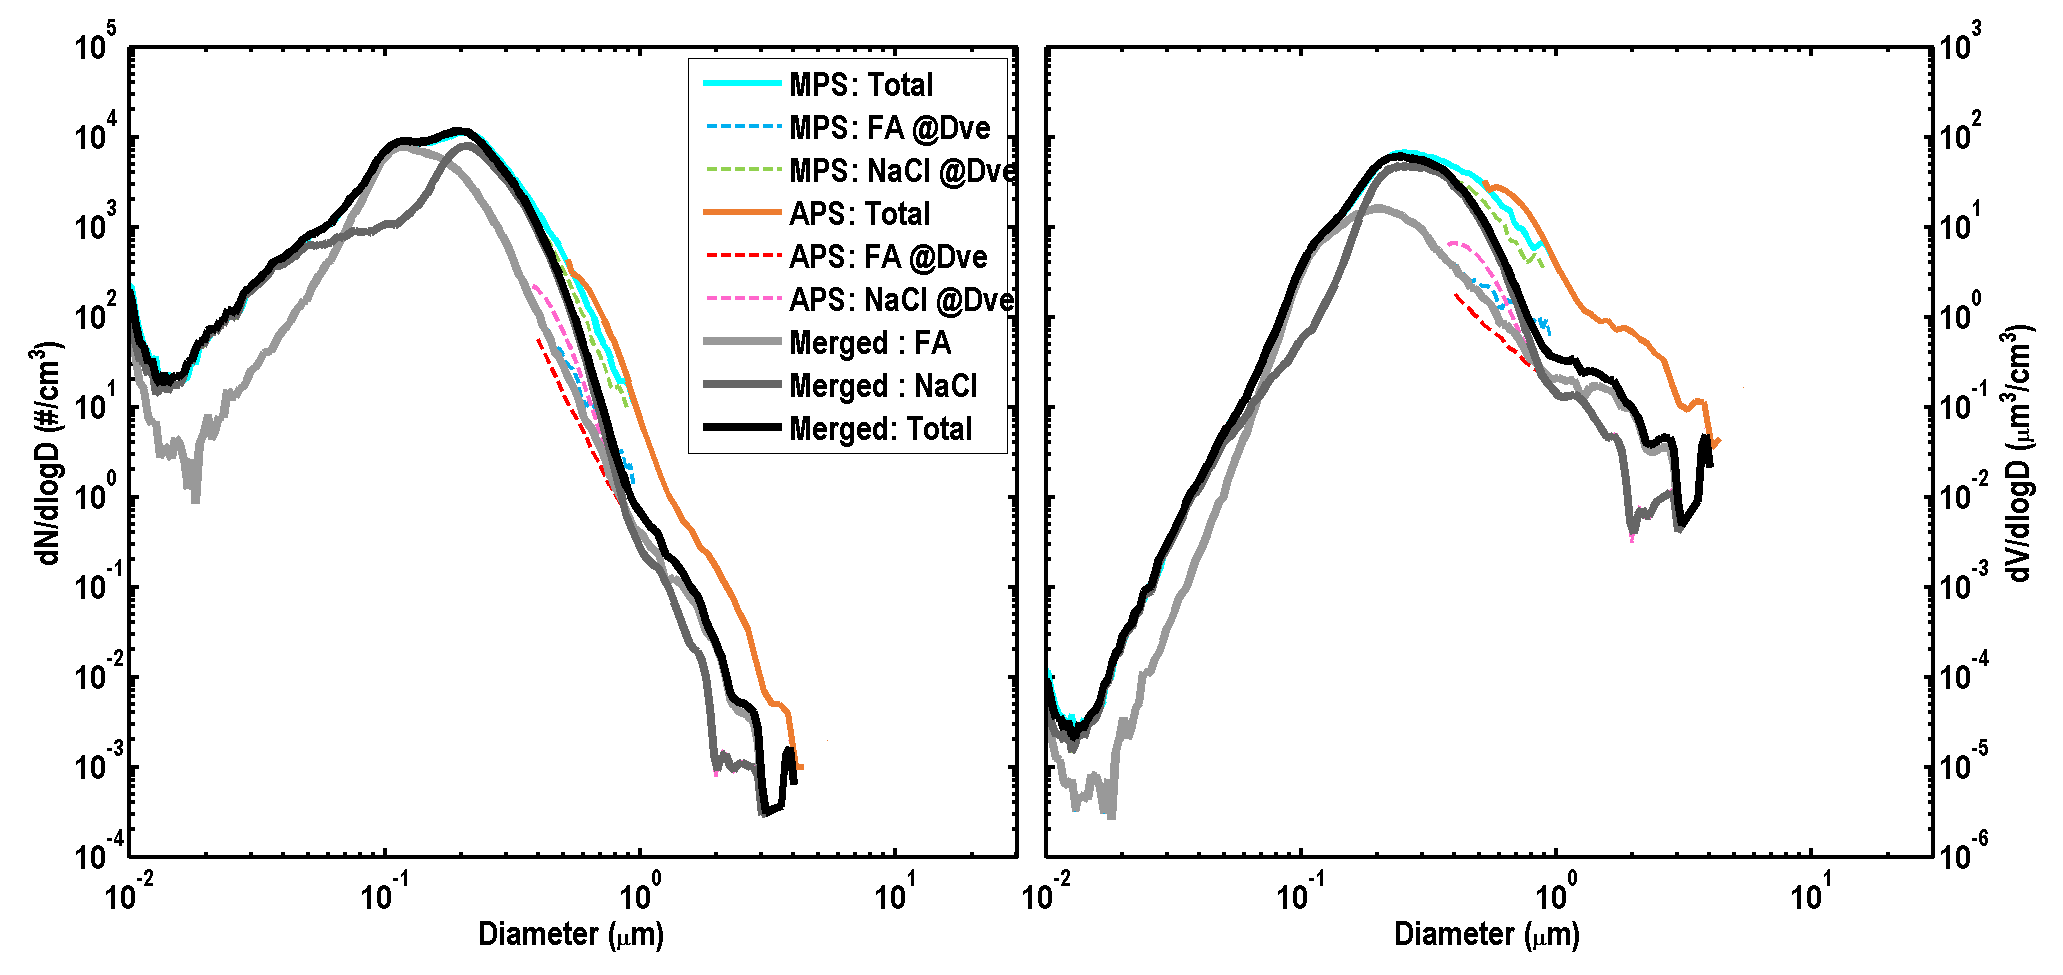 10^5
10^4
10^3
10^2
10^1
10^0
10^-1
10^-2
10^-3
10^-4
dN/dlogD (#/cm^3)
10^-2
10^-1
10^0
10^1
Diameter (μm)
MPS: Total
MPS: FA @Dve
MPS: NaCl @Dve
APS: Total
APS: FA @Dve
APS: NaCl @Dve
Merged : FA
Merged : NaCl
Merged: Total
10^-2
10^-1
10^0
10^1
Diameter (μm)
10^3
10^2
10^1
10^0
10^-1
10^-2
10^-3
10^-4
10^-5
10^-6
dV/dlogD (μm^3/cm^3)